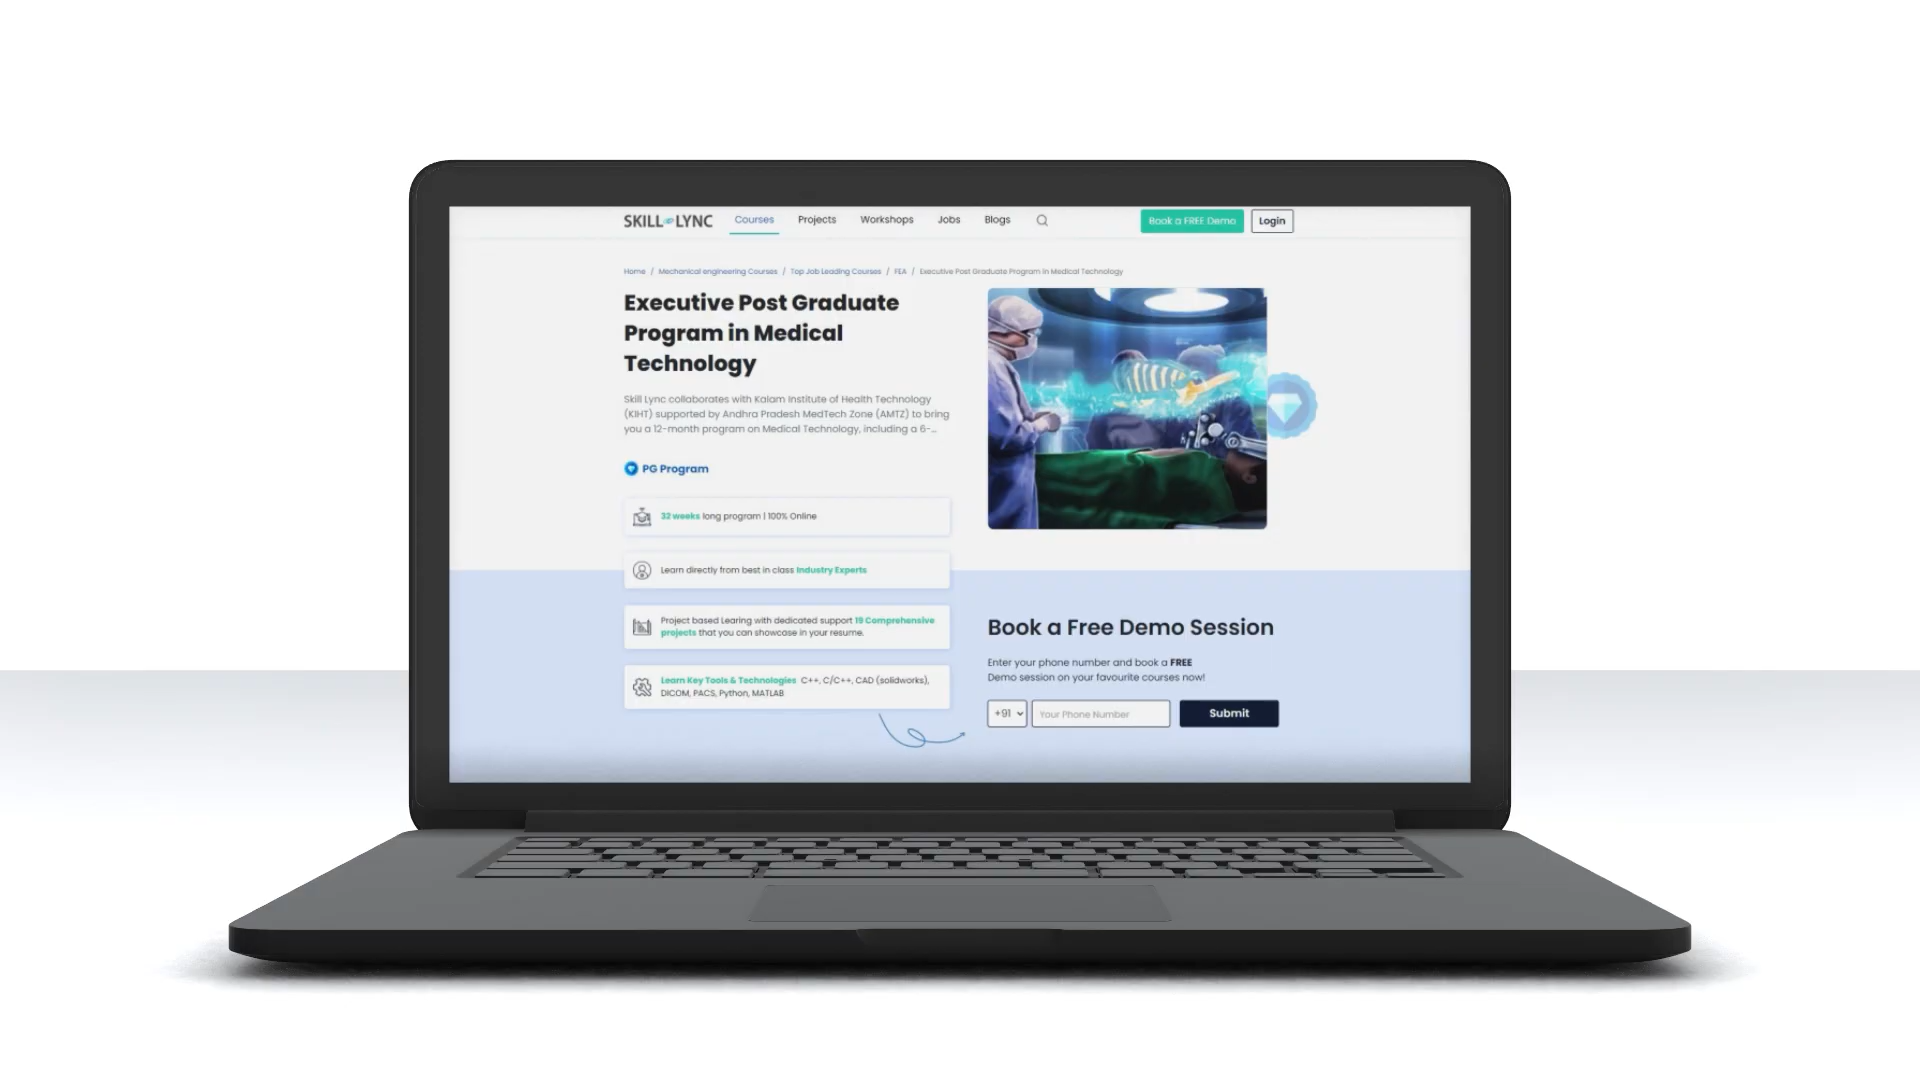 SKILL LYNC
Courses
Projects
Workshops
Jobs
Blogs
Book a FREE Demo
Login
Home / Mechanical engineering Courses / Top Job Leading Courses / FEA / Executive Post Graduate Program in Medical Technology
Executive Post Graduate
Program in Medical
Technology
Skill Lync collaborates with Kalam Institute of Health Technology
(KIHT) supported by Andhra Pradesh MedTech Zone (AMTZ) to bring
you a 12-month program on Medical Technology, including a 6-...
PG Program
32 weeks long program | 100% Online
Learn directly from best in class Industry Experts
Project based Learing with dedicated support 19 Comprehensive
projects that you can showcase in your resume.
Learn Key Tools & Technologies C++, C/C++, CAD (solidworks),
DICOM, PACS, Python, MATLAB
Book a Free Demo Session
Enter your phone number and book a FREE
Demo session on your favourite courses now!
+91
Your Phone Number
Submit